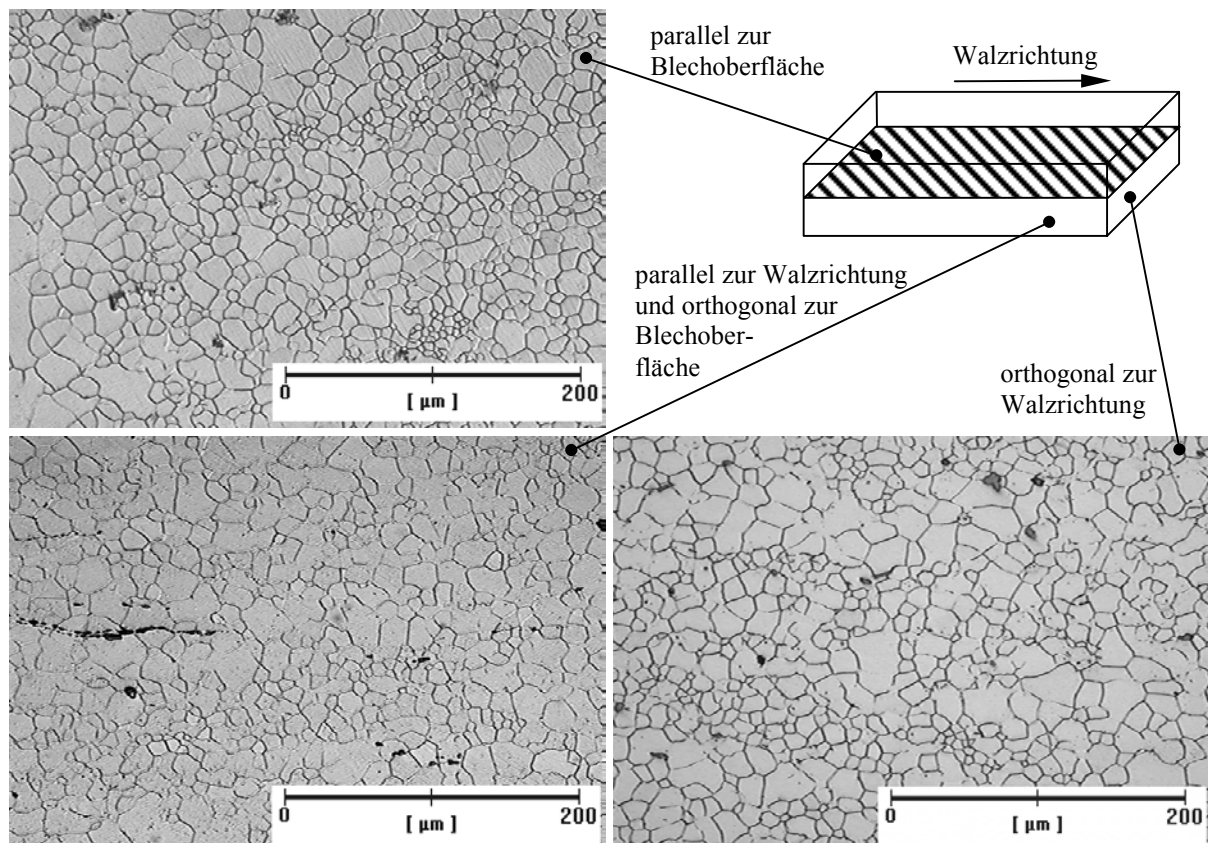 parallel zur
Blechoberfläche
Walzrichtung
parallel zur Walzrichtung
und orthogonal zur
Blechober-
fläche
orthogonal zur
Walzrichtung
0 200
[ µm ]
0 200
[ µm ]
0 200
[ µm ]